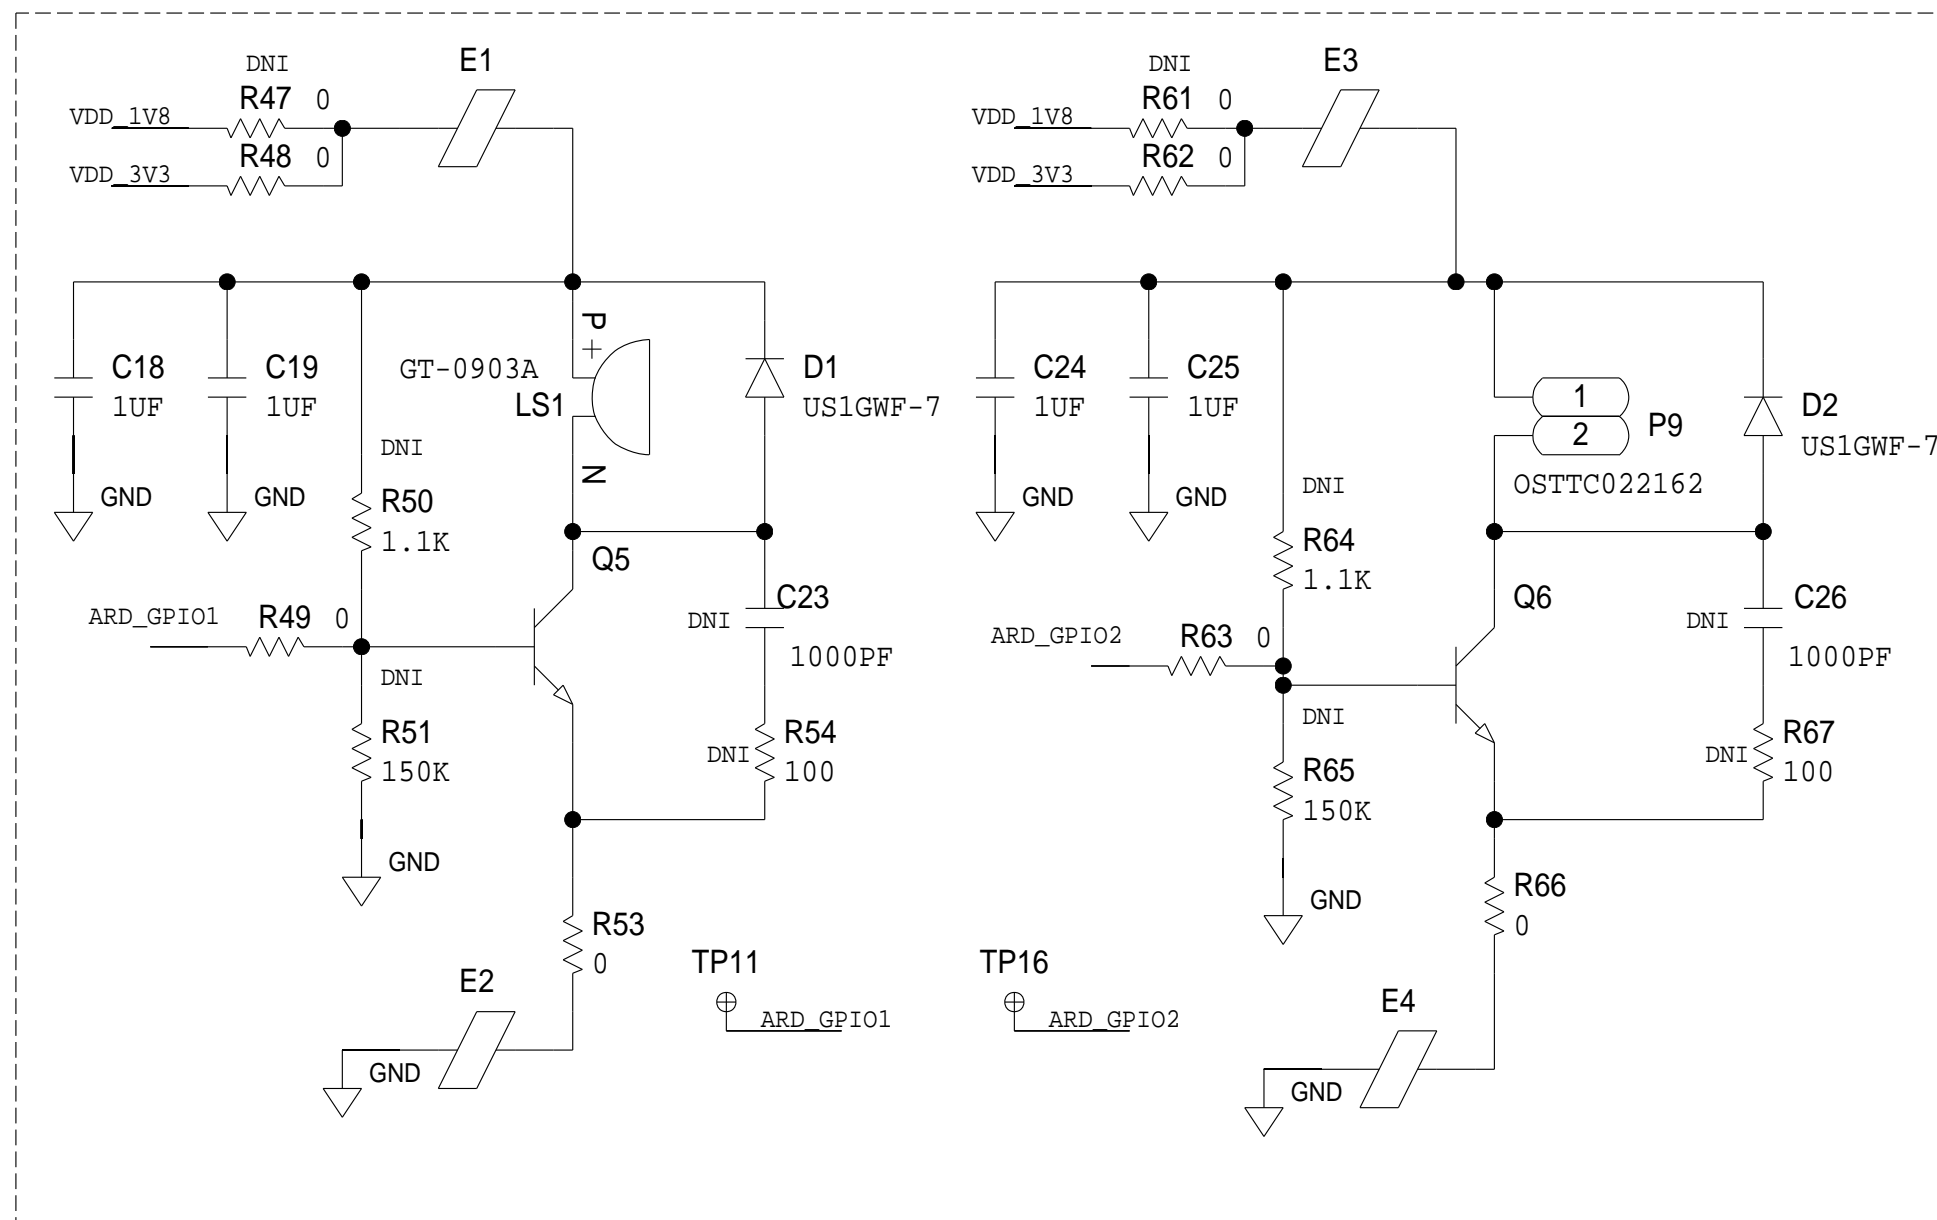 DNI
E1
R47 0
VDD_1V8
R48 0
VDD_3V3
P
+
C18
1UF
C19
1UF
GT-0903A
LS1
D1
US1GWF-7
DNI
N
GND
GND
R50
1.1K
Q5
ARD_GPIO1
R49 0
DNI
C23
1000PF
DNI
R51
150K
DNI
R54
100
GND
R53
0
E2
GND
TP11
ARD_GPIO1
DNI
E3
R61 0
VDD_1V8
R62 0
VDD_3V3
C24
1UF
C25
1UF
1
2
P9
D2
US1GWF-7
OSTTC022162
GND
GND
DNI
R64
1.1K
Q6
ARD_GPIO2
R63 0
DNI
C26
1000PF
DNI
R65
150K
DNI
R67
100
GND
R66
0
TP16
ARD_GPIO2
E4
GND